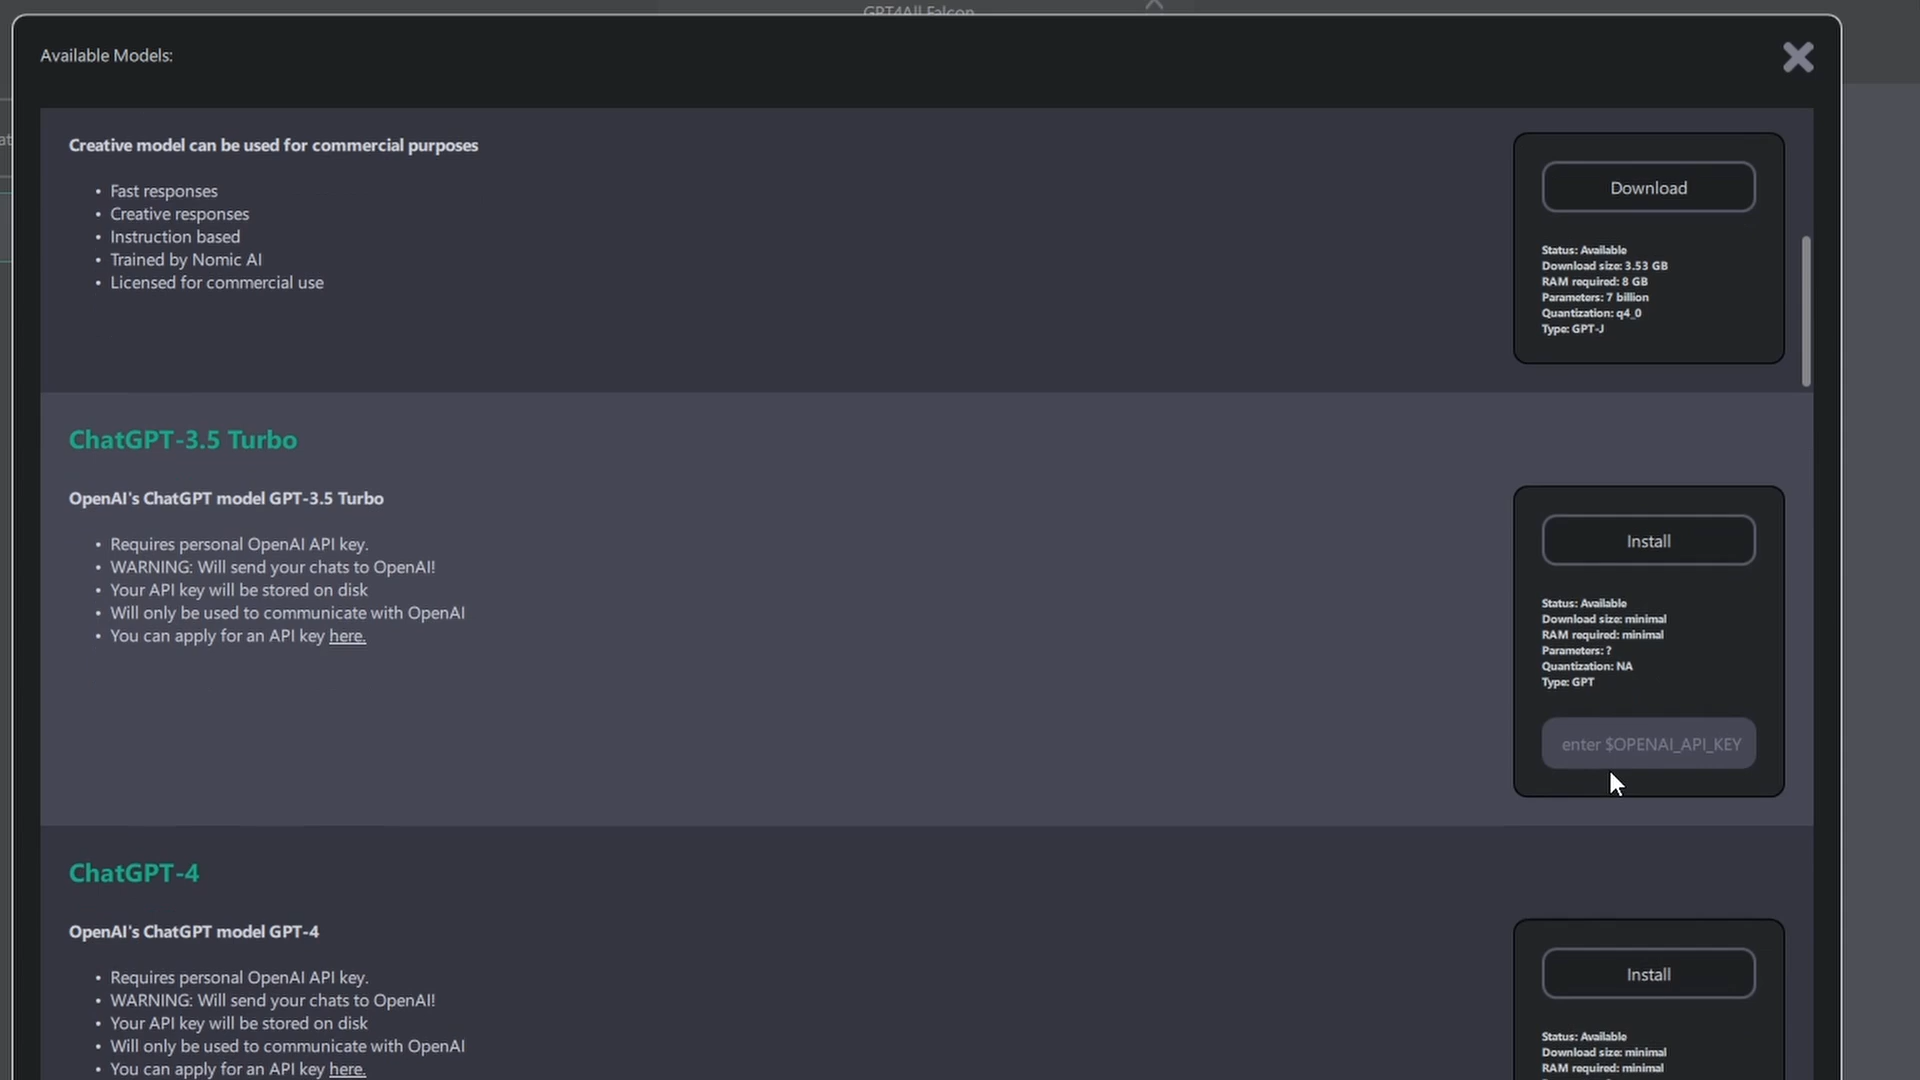 GPT4All Falcon
Available Models:
Creative model can be used for commercial purposes
• Fast responses
• Creative responses
• Instruction based
• Trained by Nomic AI
• Licensed for commercial use
Download
Status: Available
Download size: 3.53 GB
RAM required: 8 GB
Parameters: 7 billion
Quantization: q4_0
Type: GPT-J
ChatGPT-3.5 Turbo
OpenAI's ChatGPT model GPT-3.5 Turbo
• Requires personal OpenAI API key.
• WARNING: Will send your chats to OpenAI!
• Your API key will be stored on disk
• Will only be used to communicate with OpenAI
• You can apply for an API key here.
Install
Status: Available
Download size: minimal
RAM required: minimal
Parameters: ?
Quantization: NA
Type: GPT
enter $OPENAI_API_KEY
ChatGPT-4
OpenAI's ChatGPT model GPT-4
• Requires personal OpenAI API key.
• WARNING: Will send your chats to OpenAI!
• Your API key will be stored on disk
• Will only be used to communicate with OpenAI
• You can apply for an API key here.
Install
Status: Available
Download size: minimal
RAM required: minimal